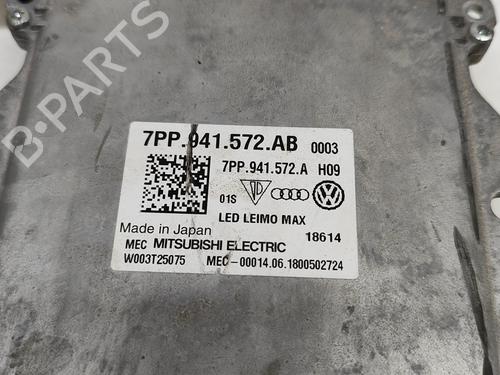 B-PARTS
7PP.941.572.AB 0003
7PP.941.572.A H09
01S
LED LEIMO MAX
Made in Japan 18614
MEC MITSUBISHI ELECTRIC
W003T25075 MEC-00014.06.1800502724